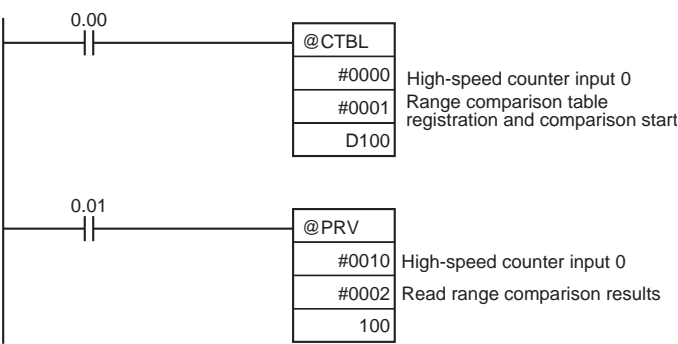 0.00
@CTBL
#0000 High-speed counter input 0
#0001 Range comparison table
registration and comparison start
D100
0.01
@PRV
#0010 High-speed counter input 0
#0002 Read range comparison results
100